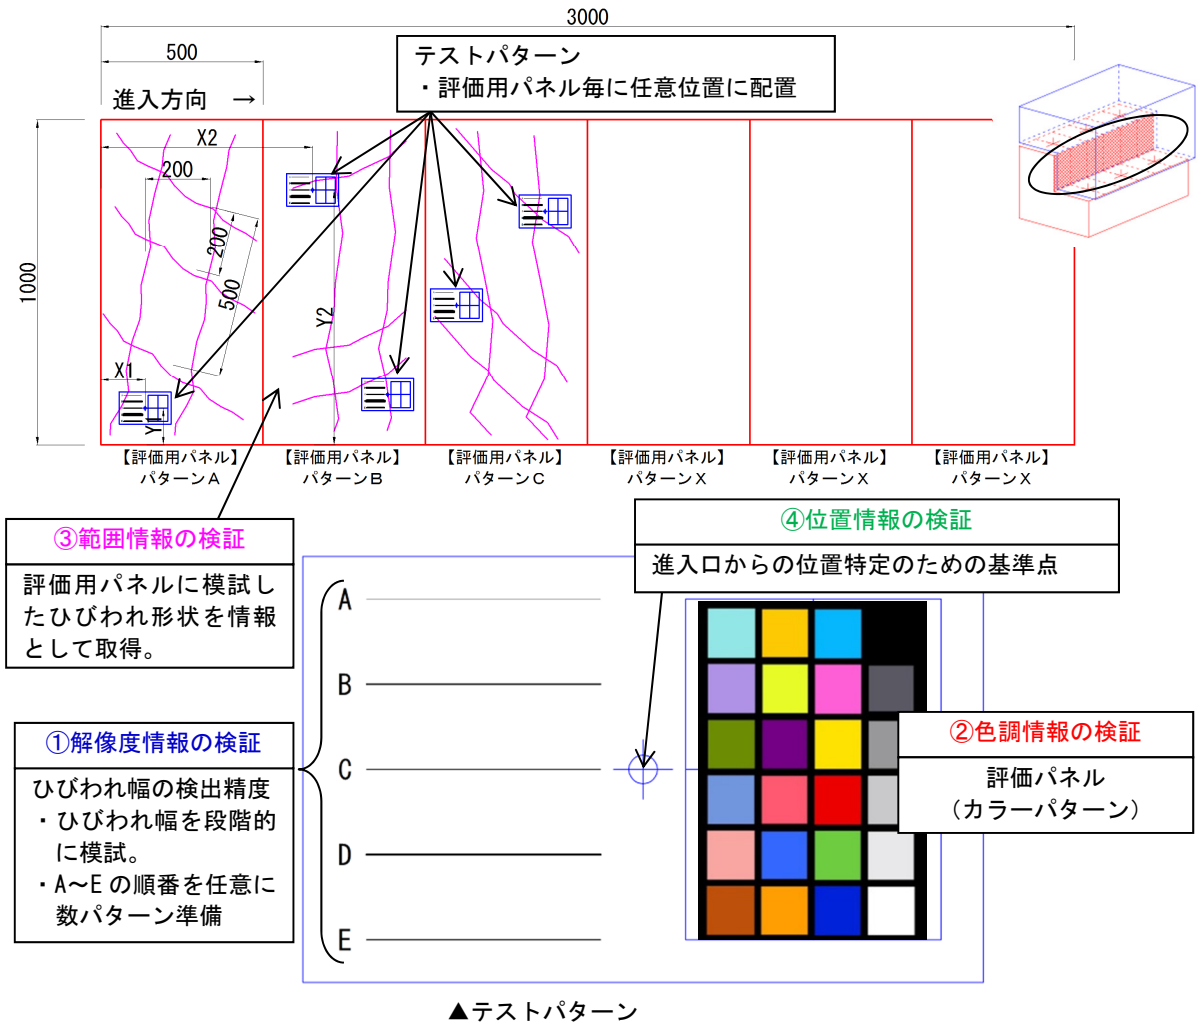 3000
500
テストパターン
・評価用パネル毎に任意位置に配置
進入方向 →
X2
200
200
500
1000
Y2
X1
Y1
【評価用パネル】
パターンA
【評価用パネル】
パターンB
【評価用パネル】
パターンC
【評価用パネル】
パターンX
【評価用パネル】
パターンX
【評価用パネル】
パターンX
③範囲情報の検証
評価用パネルに模試し
たひびわれ形状を情報
として取得。
④位置情報の検証
進入口からの位置特定のための基準点
①解像度情報の検証
ひびわれ幅の検出精度
・ひびわれ幅を段階的
に模試。
・A～E の順番を任意に
数パターン準備
A
B
C
D
E
②色調情報の検証
評価パネル
（カラーパターン）
▲テストパターン